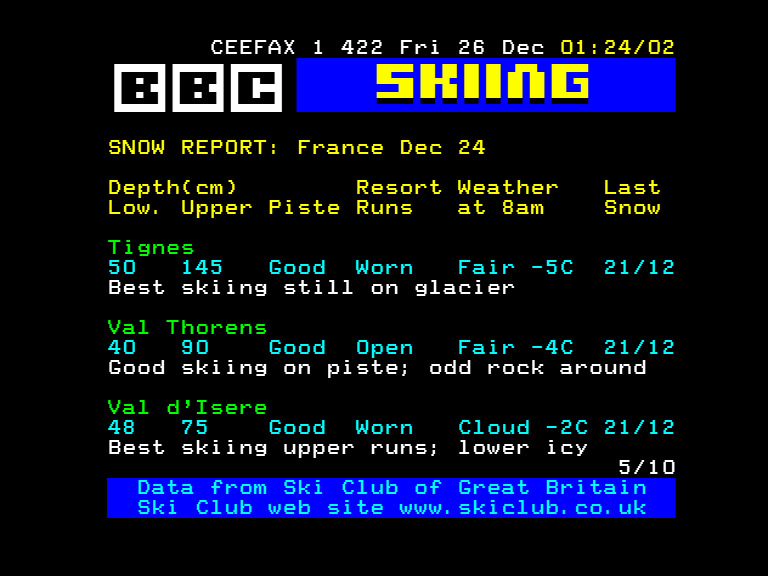 CEEFAX 1 422 Fri 26 Dec 01:24/02
BBC SKIING
SNOW REPORT: France Dec 24
Depth(cm) Resort Weather Last
Low. Upper Piste Runs at 8am Snow
Tignes
50 145 Good Worn Fair -5C 21/12
Best skiing still on glacier
Val Thorens
40 90 Good Open Fair -4C 21/12
Good skiing on piste; odd rock around
Val d'Isere
48 75 Good Worn Cloud -2C 21/12
Best skiing upper runs; lower icy
5/10
Data from Ski Club of Great Britain
Ski Club web site www.skiclub.co.uk